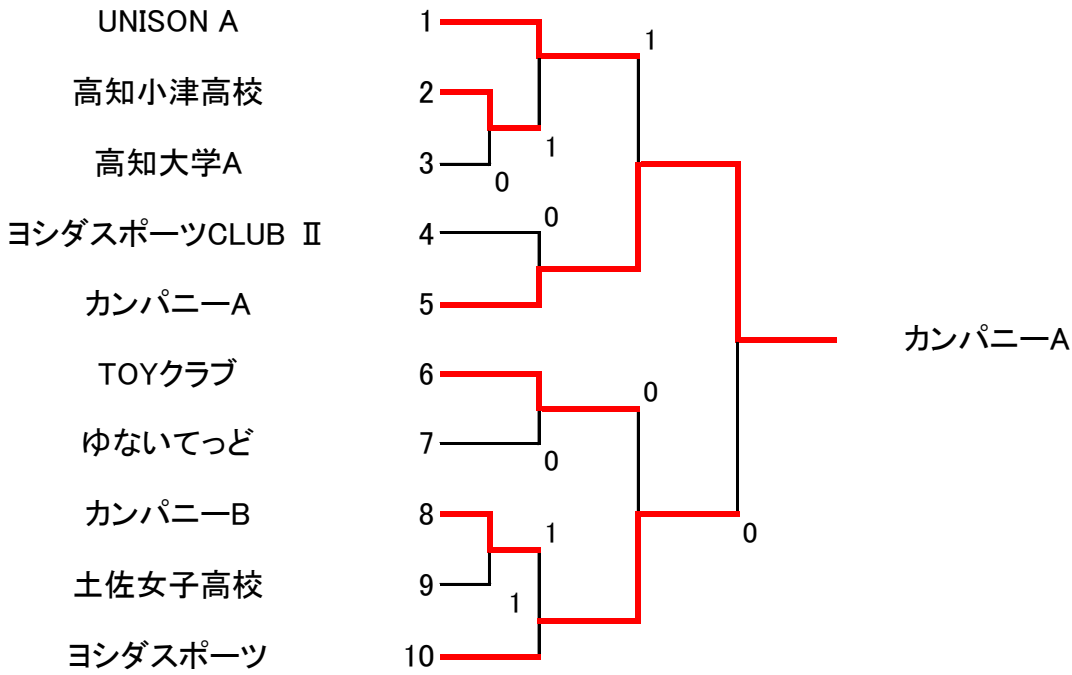 UNISON A 1
1
高知小津高校 2
1
高知大学A 3
0
0
ヨシダスポーツCLUB Ⅱ 4
カンパニーA 5
カンパニーA
TOYクラブ 6
0
ゆないてっど 7
0
カンパニーB 8
1
0
土佐女子高校 9
1
ヨシダスポーツ 10